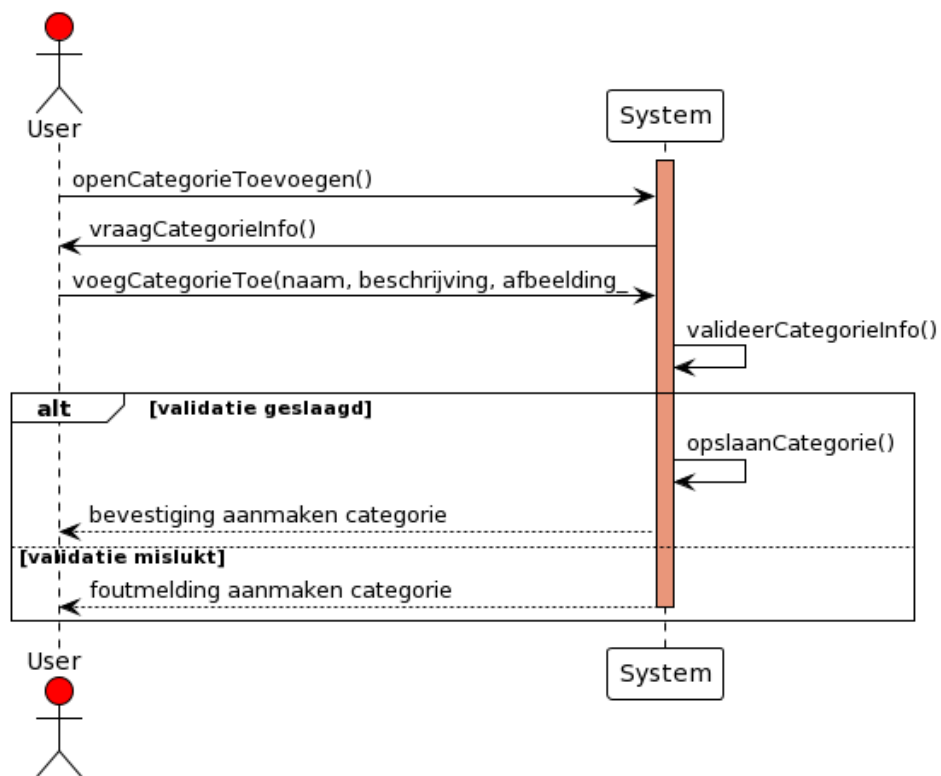 User
System
openCategorieToevoegen()
vraagCategorieInfo()
voegCategorieToe(naam, beschrijving, afbeelding_
valideerCategorieInfo()
alt [validatie geslaagd]
opslaanCategorie()
bevestiging aanmaken categorie
[validatie mislukt]
foutmelding aanmaken categorie
User
System